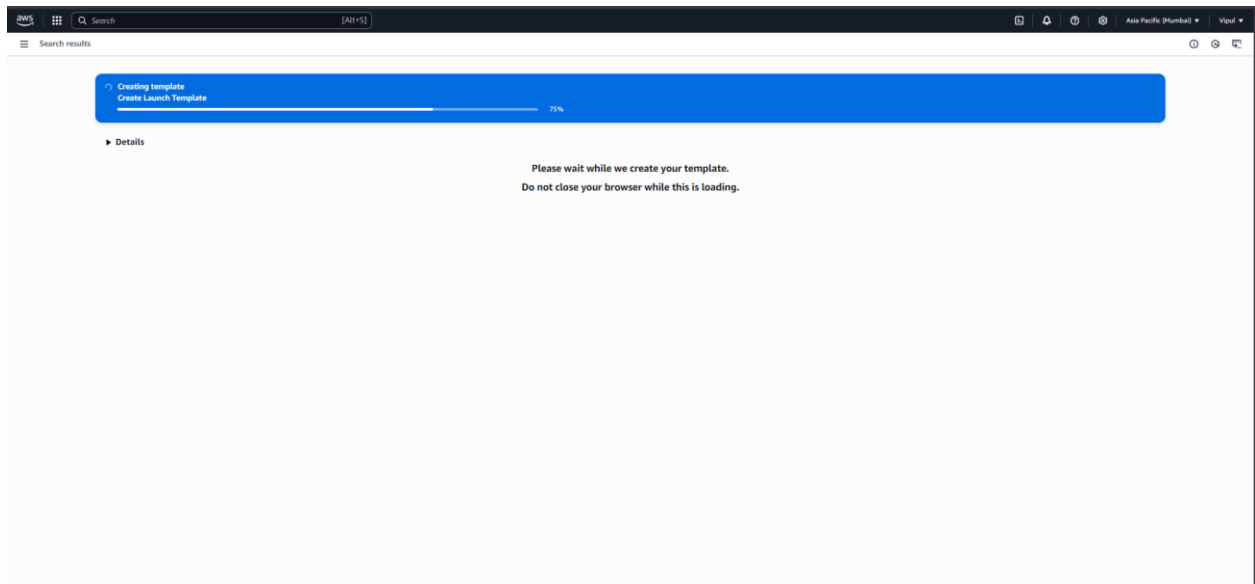 aws
Search
[Alt+S]
Asia Pacific (Mumbai)
Vipul
Search results
Creating template
Create Launch Template
75%
Details
Please wait while we create your template.
Do not close your browser while this is loading.